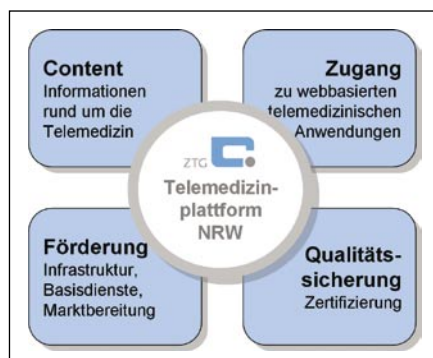 Content
Informationen
rund um die
Telemedizin
Zugang
zu webbasierten
telemedizinischen
Anwendungen
ZTG
Telemedizin-
plattform
NRW
Förderung
Infrastruktur,
Basisdienste,
Marktbereitung
Qualitäts-
sicherung
Zertifizierung